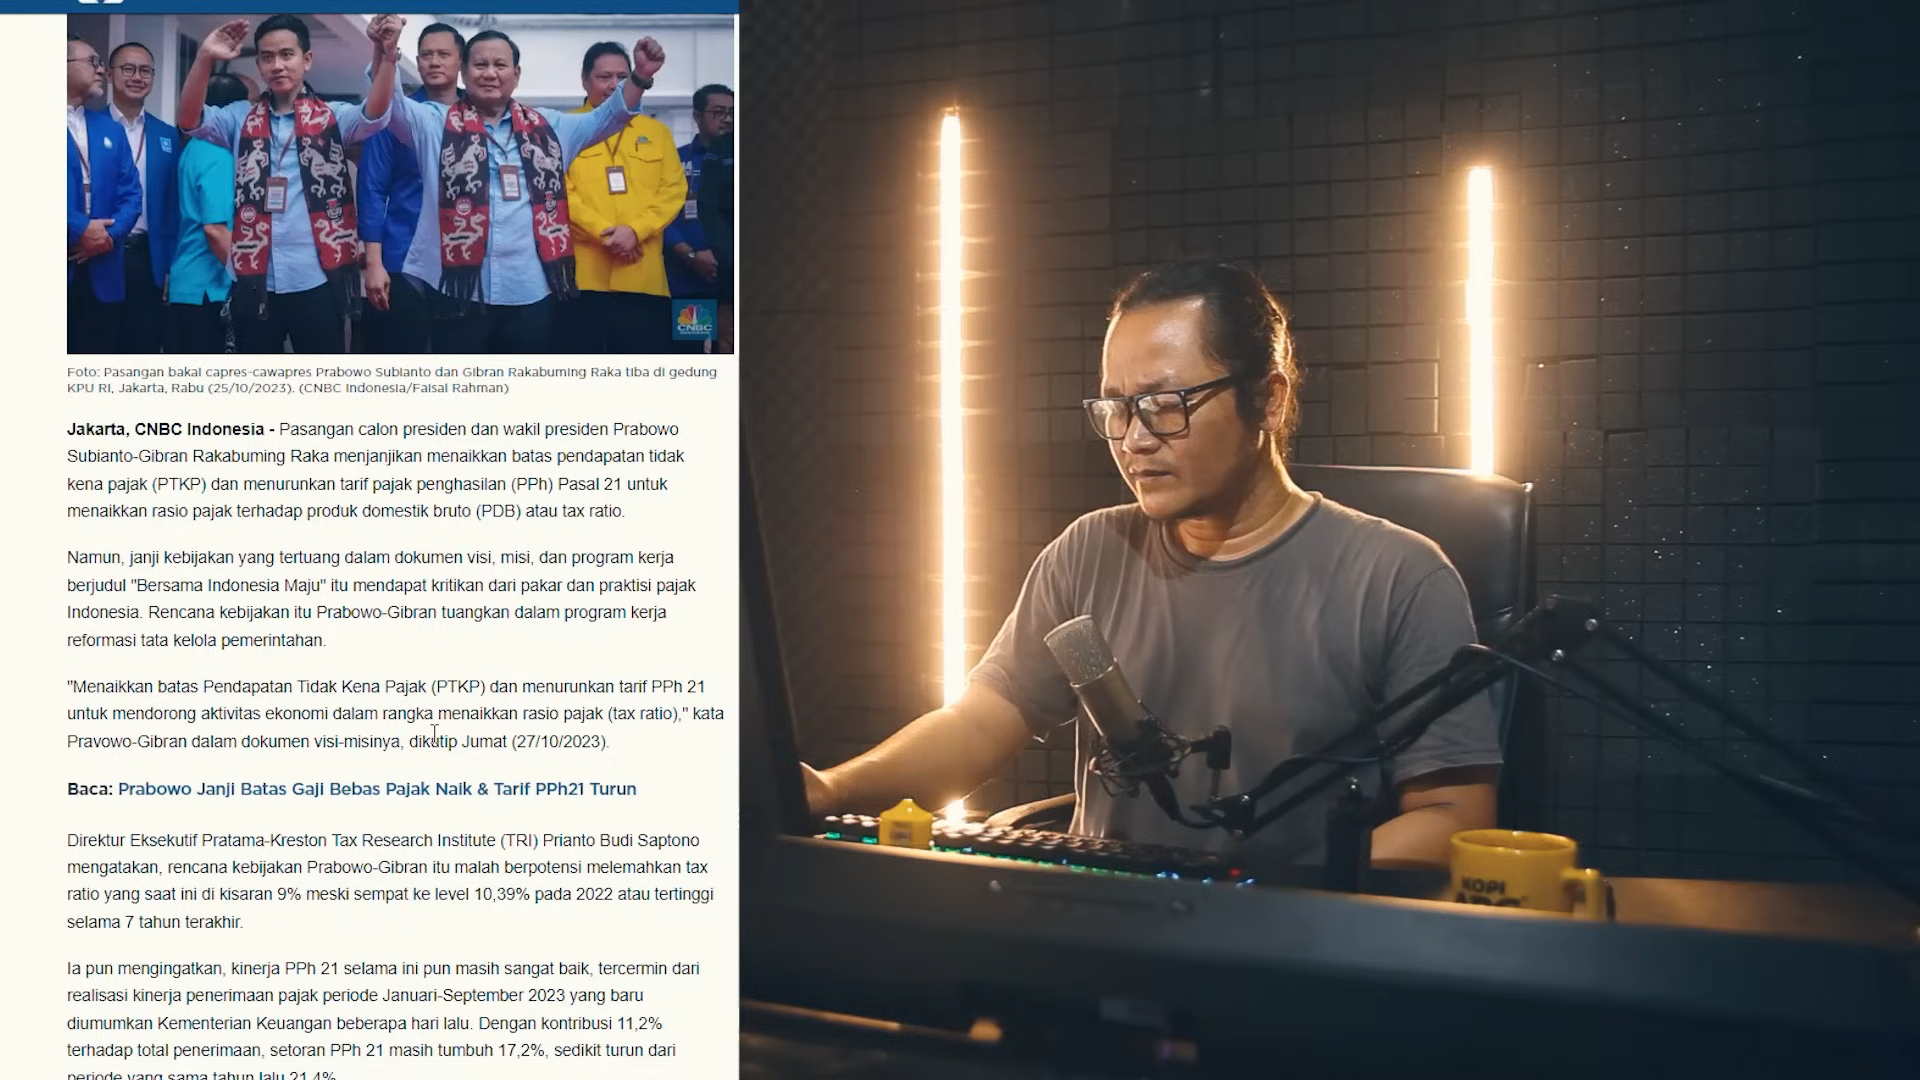 CNBC
INDONESIA
Foto: Pasangan bakal capres-cawapres Prabowo Subianto dan Gibran Rakabuming Raka tiba di gedung
KPU RI, Jakarta, Rabu (25/10/2023). (CNBC Indonesia/Faisal Rahman)
Jakarta, CNBC Indonesia - Pasangan calon presiden dan wakil presiden Prabowo
Subianto-Gibran Rakabuming Raka menjanjikan menaikkan batas pendapatan tidak
kena pajak (PTKP) dan menurunkan tarif pajak penghasilan (PPh) Pasal 21 untuk
menaikkan rasio pajak terhadap produk domestik bruto (PDB) atau tax ratio.
Namun, janji kebijakan yang tertuang dalam dokumen visi, misi, dan program kerja
berjudul "Bersama Indonesia Maju" itu mendapat kritikan dari pakar dan praktisi pajak
Indonesia. Rencana kebijakan itu Prabowo-Gibran tuangkan dalam program kerja
reformasi tata kelola pemerintahan.
"Menaikkan batas Pendapatan Tidak Kena Pajak (PTKP) dan menurunkan tarif PPh 21
untuk mendorong aktivitas ekonomi dalam rangka menaikkan rasio pajak (tax ratio)," kata
Pravowo-Gibran dalam dokumen visi-misinya, dikutip Jumat (27/10/2023).
Baca: Prabowo Janji Batas Gaji Bebas Pajak Naik & Tarif PPh21 Turun
Direktur Eksekutif Pratama-Kreston Tax Research Institute (TRI) Prianto Budi Saptono
mengatakan, rencana kebijakan Prabowo-Gibran itu malah berpotensi melemahkan tax
ratio yang saat ini di kisaran 9% meski sempat ke level 10,39% pada 2022 atau tertinggi
selama 7 tahun terakhir.
Ia pun mengingatkan, kinerja PPh 21 selama ini pun masih sangat baik, tercermin dari
realisasi kinerja penerimaan pajak periode Januari-September 2023 yang baru
diumumkan Kementerian Keuangan beberapa hari lalu. Dengan kontribusi 11,2%
terhadap total penerimaan, setoran PPh 21 masih tumbuh 17,2%, sedikit turun dari
periode yang sama tahun lalu 21,4%
KOPI
ABC